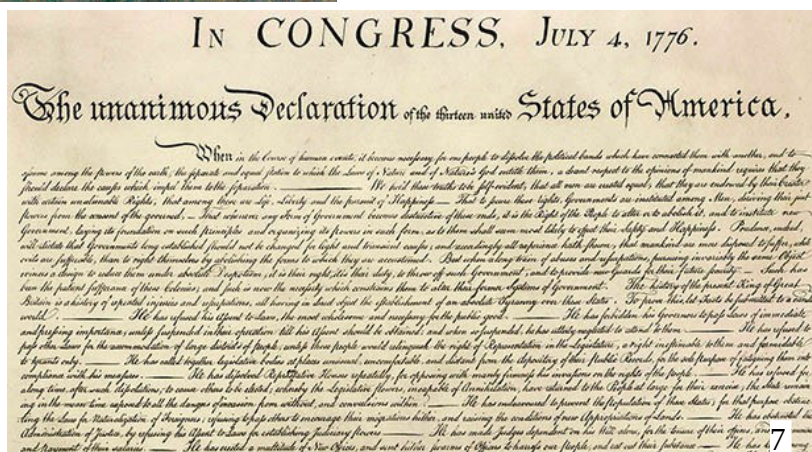 IN CONGRESS, JULY 4, 1776.
The unanimous Declaration of the thirteen united States of America,
When in the Course of human events, it becomes necessary for one people to dissolve the political bands which have connected them with another, and to
assume among the powers of the earth, the separate and equal station to which the Laws of Nature and of Nature's God entitle them, a decent respect to the opinions of mankind requires that they
should declare the causes which impel them to the separation. ——— We hold these truths to be self-evident, that all men are created equal, that they are endowed by their Creator
with certain unalienable Rights, that among these are Life, Liberty and the pursuit of Happiness. — That to secure these rights, Governments are instituted among Men, deriving their just
powers from the consent of the governed, — That whenever any Form of Government becomes destructive of these ends, it is the Right of the People to alter or to abolish it, and to institute new
Government, laying its foundation on such principles and organizing its powers in such form, as to them shall seem most likely to effect their Safety and Happiness. Prudence, indeed,
will dictate that Governments long established should not be changed for light and transient causes; and accordingly all experience hath shewn, that mankind are more disposed to suffer, while
evils are sufferable, than to right themselves by abolishing the forms to which they are accustomed. But when a long train of abuses and usurpations, pursuing invariably the same Object
evinces a design to reduce them under absolute Despotism, it is their right, it is their duty, to throw off such Government, and to provide new Guards for their future security. — Such has
been the patient sufferance of these Colonies; and such is now the necessity which constrains them to alter their former Systems of Government. The history of the present King of Great
Britain is a history of repeated injuries and usurpations, all having in direct object the establishment of an absolute Tyranny over these States. To prove this, let Facts be submitted to a candid
world. ——— He has refused his Assent to Laws, the most wholesome and necessary for the public good. ——— He has forbidden his Governors to pass Laws of immediate
and pressing importance, unless suspended in their operation till his Assent should be obtained; and when so suspended, he has utterly neglected to attend to them. ——— He has refused to
pass other Laws for the accommodation of large districts of people, unless those people would relinquish the right of Representation in the Legislature, a right inestimable to them and formidable
to tyrants only. ——— He has called together legislative bodies at places unusual, uncomfortable, and distant from the depository of their Public Records, for the sole purpose of fatiguing them into
compliance with his measures. ——— He has dissolved Representative Houses repeatedly, for opposing with manly firmness his invasions on the rights of the people. ——— He has refused for
a long time, after such dissolutions, to cause others to be elected; whereby the Legislative powers, incapable of Annihilation, have returned to the People at large for their exercise; the State remain
ing in the mean time exposed to all the dangers of invasion from without, and convulsions within. ——— He has endeavoured to prevent the population of these States; for that purpose obstruc
ting the Laws for Naturalization of Foreigners; refusing to pass others to encourage their migrations hither, and raising the conditions of new Appropriations of Lands. ——— He has obstructed the
Administration of Justice, by refusing his Assent to Laws for establishing Judiciary powers. ——— He has made Judges dependent on his Will alone, for the tenure of their offices, and
and payment of their salaries. ——— He has erected a multitude of New Offices, and sent hither swarms of Officers to harrass our people, and eat out their substance. ——— He has
7